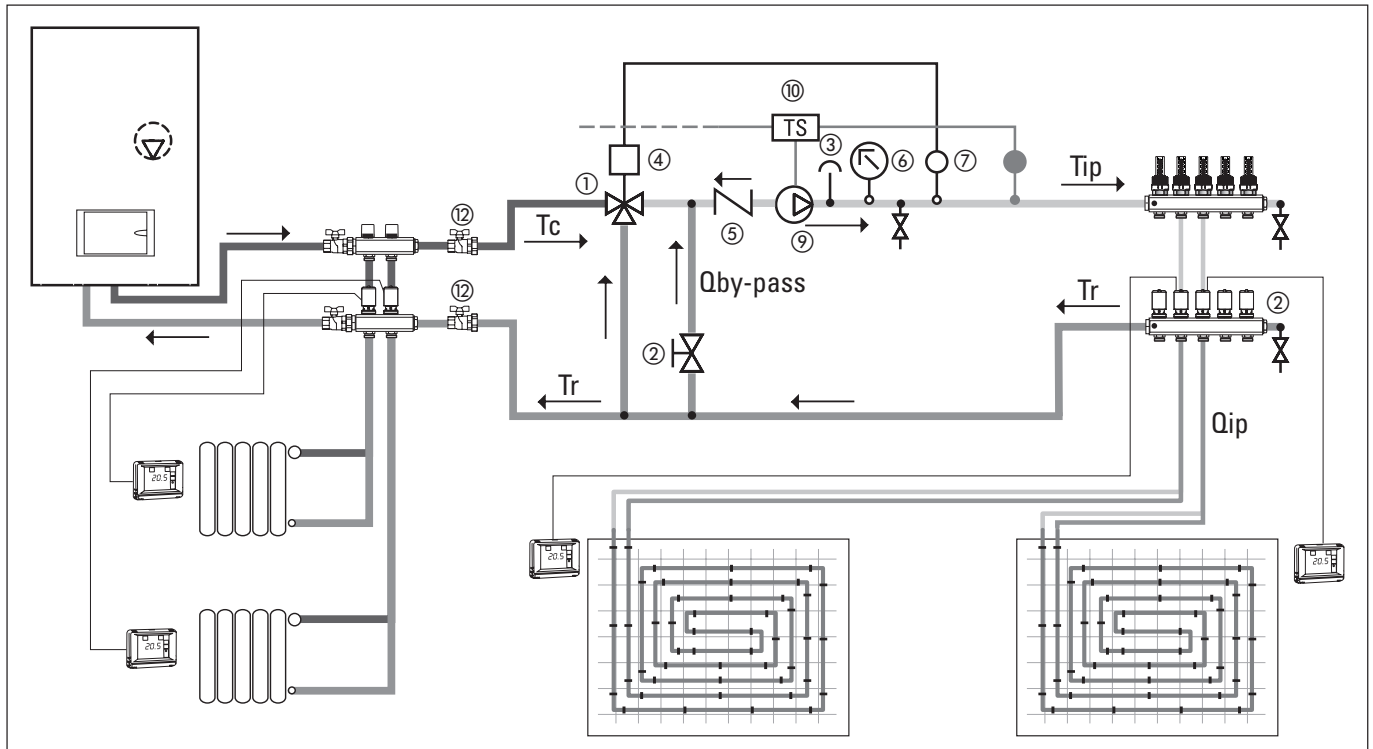 ⑩
TS
③
④
⑥
⑦
①
Tip
⑫
Tc
⑤
⑨
Qby-pass
⑫
Tr
②
②
Tr
Qip
20.5
20.5
20.5
20.5